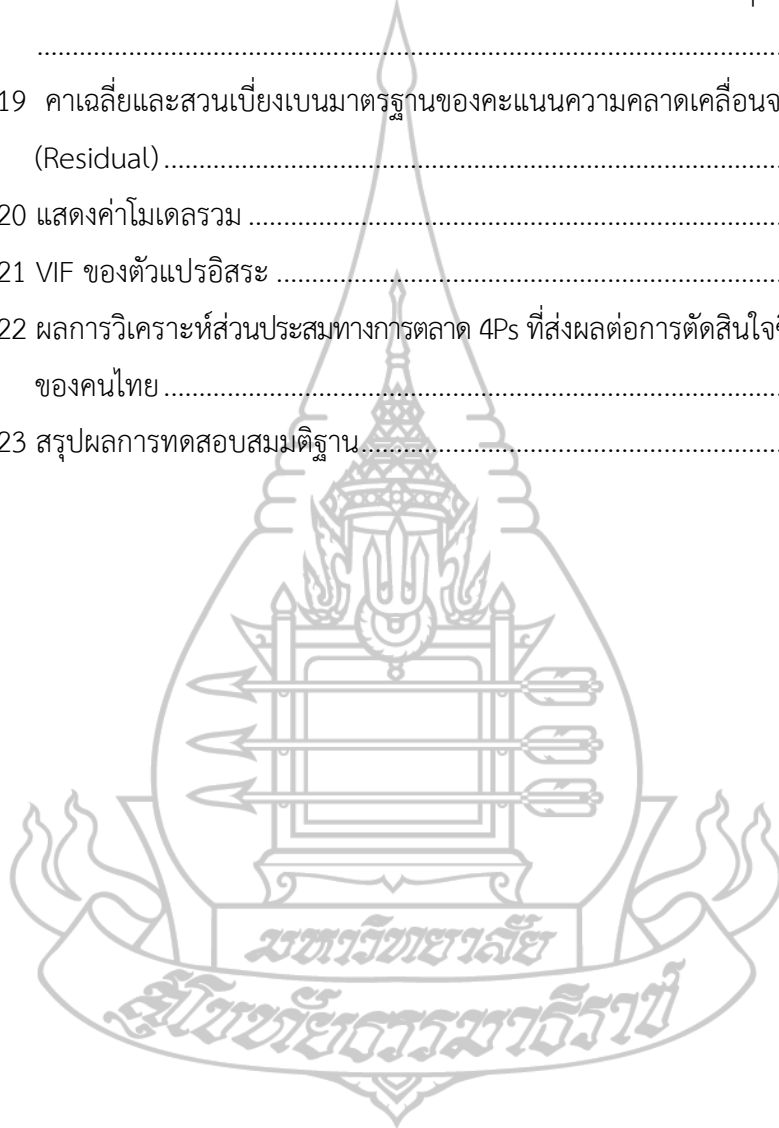 ............................................................................................................
19 คาเฉลี่ยและสวนเบี่ยงเบนมาตรฐานของคะแนนความคลาดเคลื่อนจ
(Residual) ..........................................................................................
20 แสดงค่าโมเดลรวม ..........................................................................
21 VIF ของตัวแปรอิสระ ......................................................................
22 ผลการวิเคราะห์ส่วนประสมทางการตลาด 4Ps ที่ส่งผลต่อการตัดสินใจซ
ของคนไทย ..........................................................................................
23 สรุปผลการทดสอบสมมติฐาน ..........................................................
มหาวิทยาลัย
สุโขทัยธรรมาธิราช